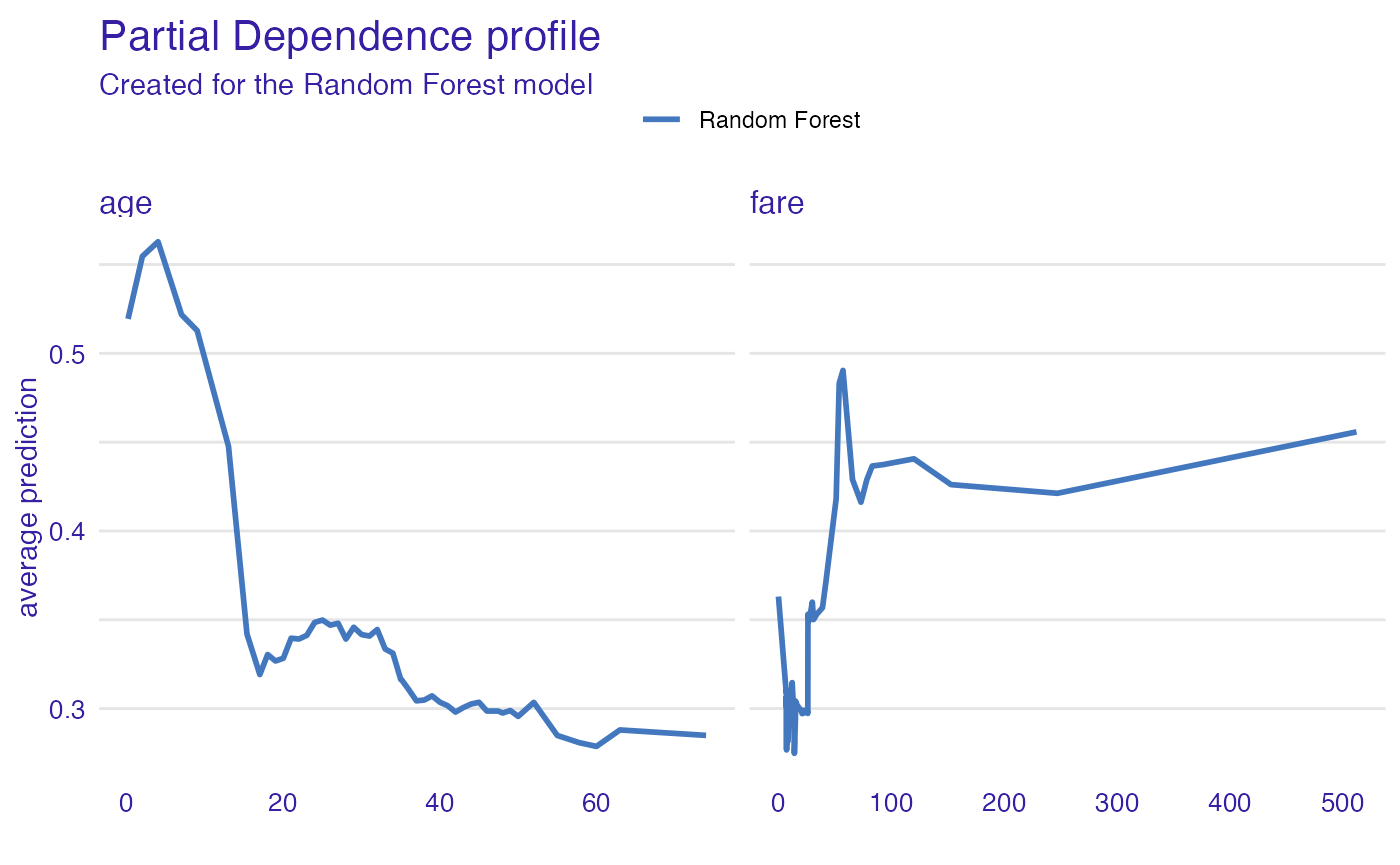 Partial Dependence profile
Created for the Random Forest model
Random Forest
age
fare
average prediction
0.5
0.4
0.3
0 20 40 60
0 100 200 300 400 500